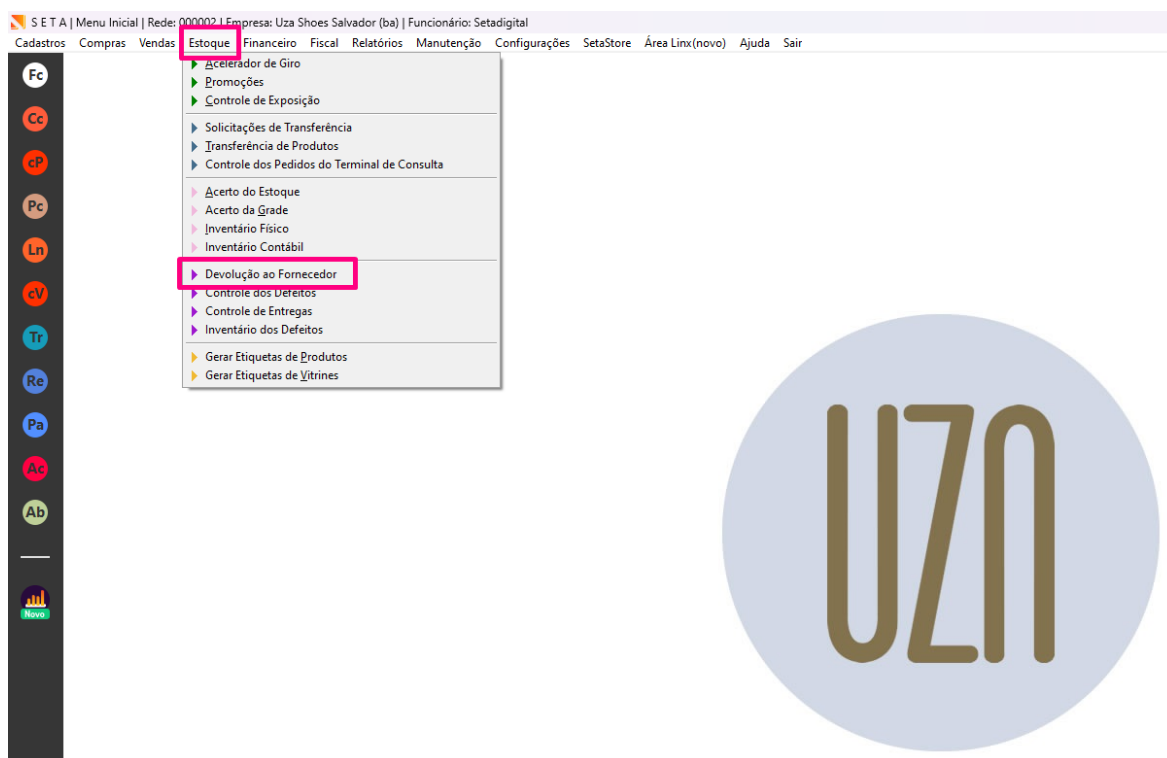 S E T A | Menu Inicial | Rede: 000002 | Empresa: Uza Shoes Salvador (ba) | Funcionário: Setadigital
Cadastros Compras Vendas Estoque Financeiro Fiscal Relatórios Manutenção Configurações SetaStore Área Linx(novo) Ajuda Sair
Fc
Cc
cP
Pc
Ln
cV
Tr
Re
Pa
Ac
Ab
Novo
Acelerador de Giro
Promoções
Controle de Exposição
Solicitações de Transferência
Transferência de Produtos
Controle dos Pedidos do Terminal de Consulta
Acerto do Estoque
Acerto da Grade
Inventário Físico
Inventário Contábil
Devolução ao Fornecedor
Controle dos Defeitos
Controle de Entregas
Inventário dos Defeitos
Gerar Etiquetas de Produtos
Gerar Etiquetas de Vitrines
UZA